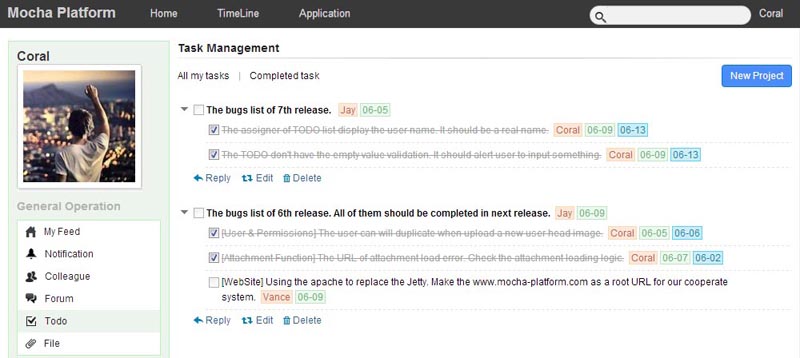 Mocha Platform Home TimeLine Application Coral
Coral
General Operation
My Feed
Notification
Colleague
Forum
Todo
File
Task Management
All my tasks | Completed task New Project
The bugs list of 7th release. Jay 06-05
The assigner of TODO list display the user name. It should be a real name. Coral 06-09 06-13
The TODO don't have the empty value validation. It should alert user to input something. Coral 06-09 06-13
Reply Edit Delete
The bugs list of 6th release. All of them should be completed in next release. Jay 06-09
[User & Permissions] The user can will duplicate when upload a new user head image. Coral 06-05 06-06
[Attachment Function] The URL of attachment load error. Check the attachment loading logic. Coral 06-07 06-02
[WebSite] Using the apache to replace the Jetty. Make the www.mocha-platform.com as a root URL for our cooperate
system. Vance 06-09
Reply Edit Delete